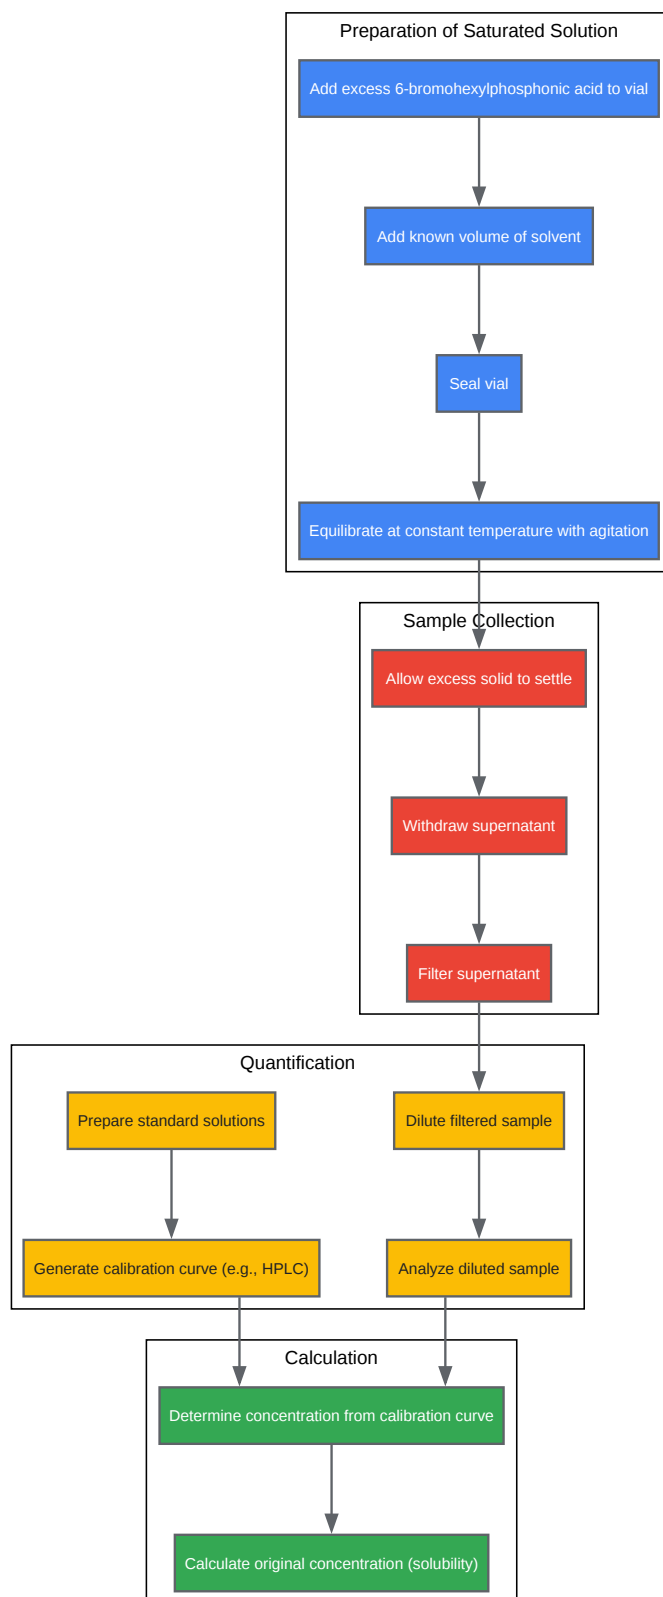 Preparation of Saturated Solution
Add excess 6-bromohexylphosphonic acid to vial
Add known volume of solvent
Seal vial
Equilibrate at constant temperature with agitation
Sample Collection
Allow excess solid to settle
Withdraw supernatant
Filter supernatant
Quantification
Prepare standard solutions
Dilute filtered sample
Generate calibration curve (e.g., HPLC)
Analyze diluted sample
Calculation
Determine concentration from calibration curve
Calculate original concentration (solubility)